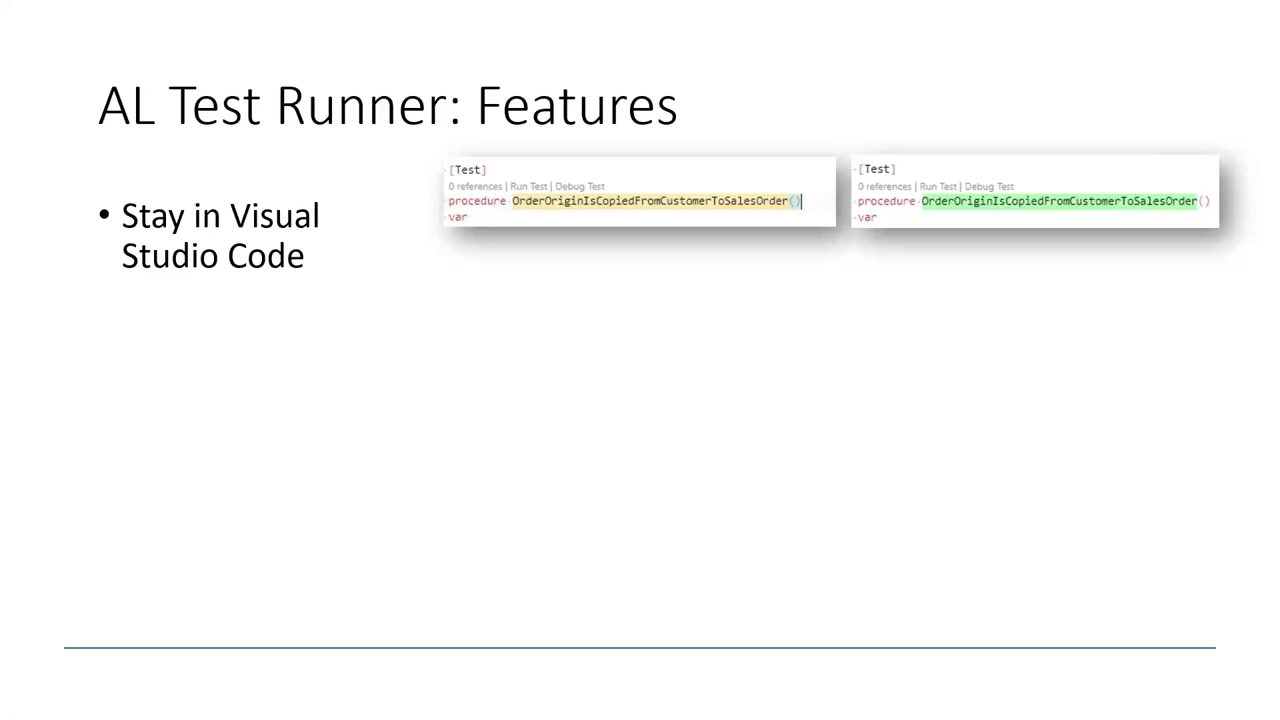 AL Test Runner: Features
• Stay in Visual
Studio Code
[Test]
0 references | Run Test | Debug Test
procedure OrderOriginIsCopiedFromCustomerToSalesOrder()
var
[Test]
0 references | Run Test | Debug Test
procedure OrderOriginIsCopiedFromCustomerToSalesOrder()
var